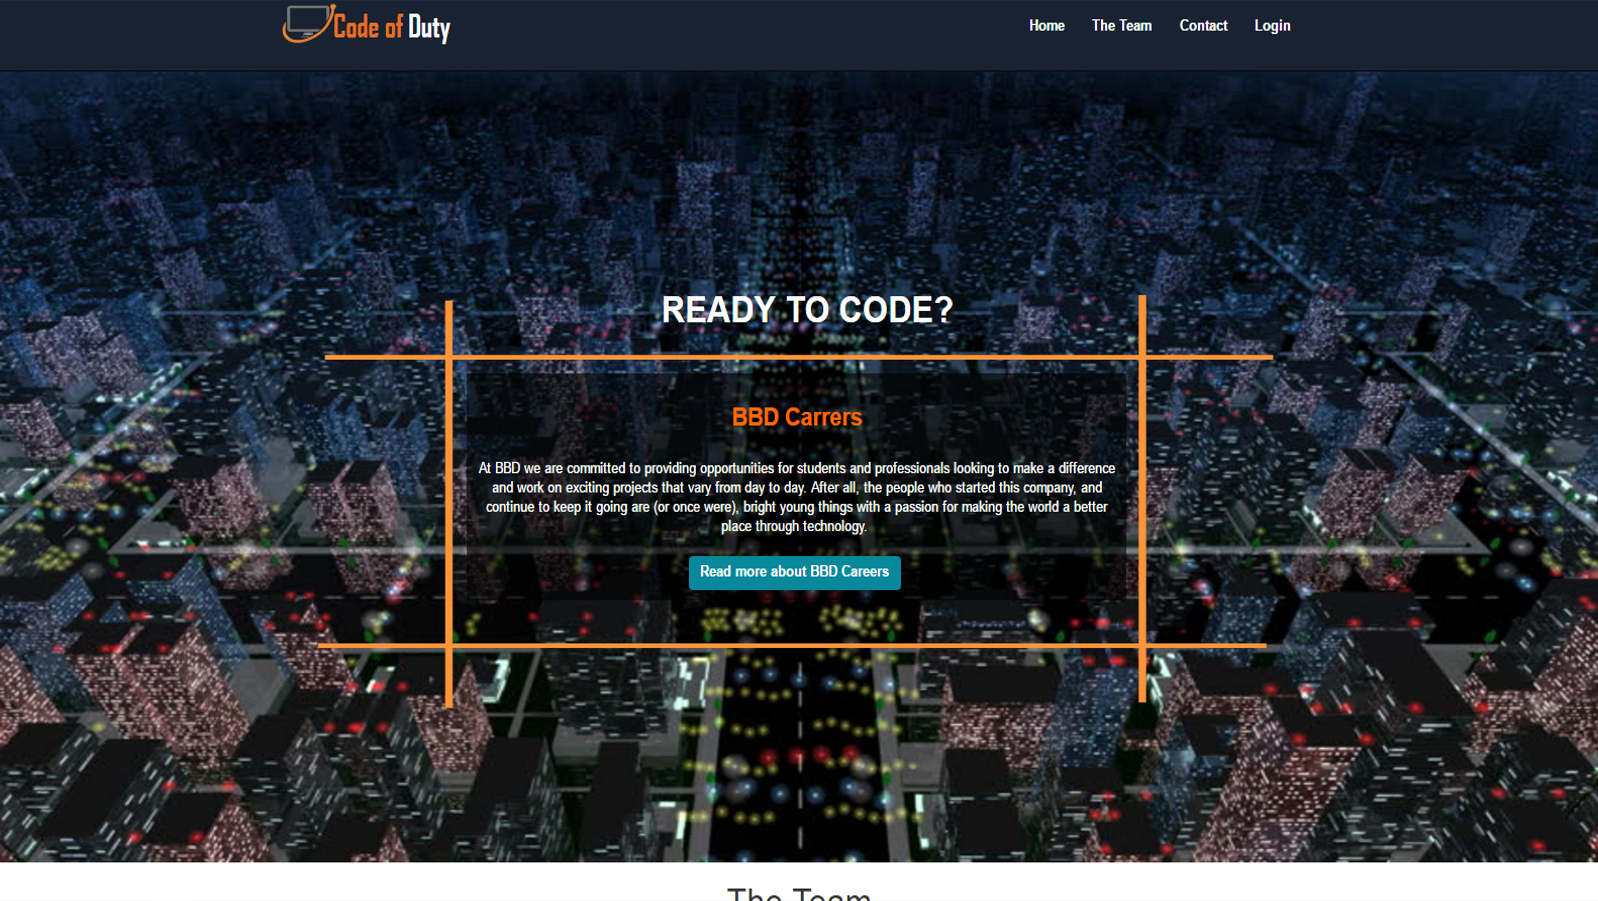 Code of Duty
Home The Team Contact Login
READY TO CODE?
BBD Carrers
At BBD we are committed to providing opportunities for students and professionals looking to make a difference
and work on exciting projects that vary from day to day. After all, the people who started this company, and
continue to keep it going are (or once were), bright young things with a passion for making the world a better
place through technology.
Read more about BBD Careers
The Team